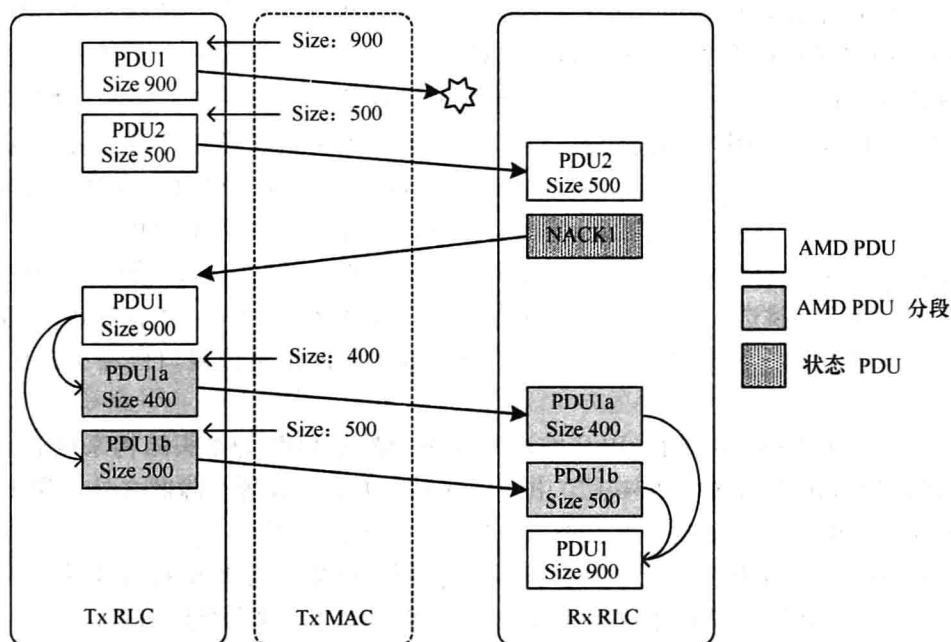 Size：900
PDU1
Size 900
Size：500
PDU2
Size 500
PDU2
Size 500
NACK1
AMD PDU
AMD PDU 分段
状态 PDU
PDU1
Size 900
Size：400
PDU1a
Size 400
PDU1a
Size 400
Size：500
PDU1b
Size 500
PDU1b
Size 500
PDU1
Size 900
Tx RLC
Tx MAC
Rx RLC